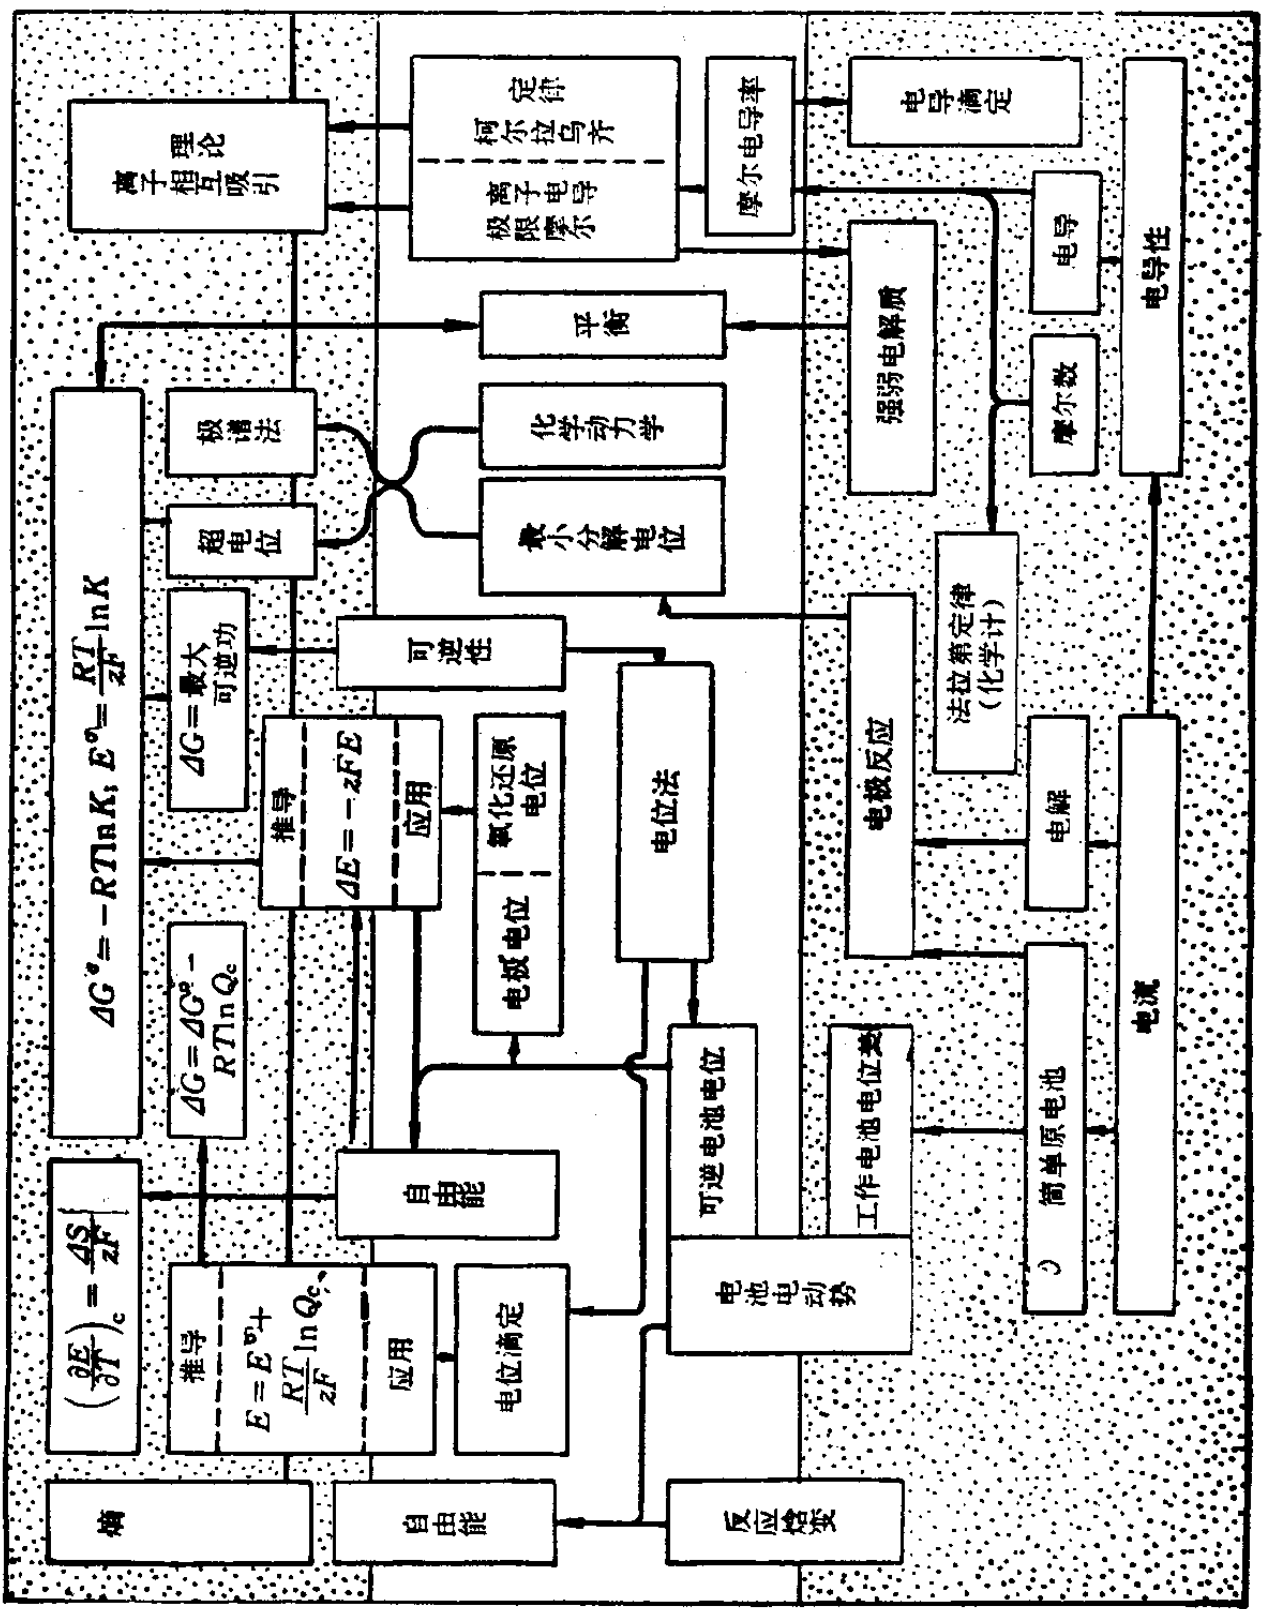 熵
(∂E/∂T)c = ΔS/zF
ΔG° = -RTlnK, E° = RT/zF lnK
离子相互吸引
理论
推导
E = E° +
RT/zF ln Qc
应用
ΔG = ΔG° -
RTln Qc
ΔG = 最大
可逆功
超电位
极谱法
自由能
自由能
推导
ΔE = -zFE
应用
可逆性
电位滴定
电极电位
氧化还原
电位
最小分解电位
化学动力学
平衡
极限摩尔
离子电导
柯尔拉乌齐
定律
反应焓变
电池电动势
可逆电池电位
电位法
摩尔电导率
工作电池电位差
电极反应
强弱电解质
电导滴定
法拉第定律
(化学计)
简单原电池
电解
摩尔数
电导
电流
电导性